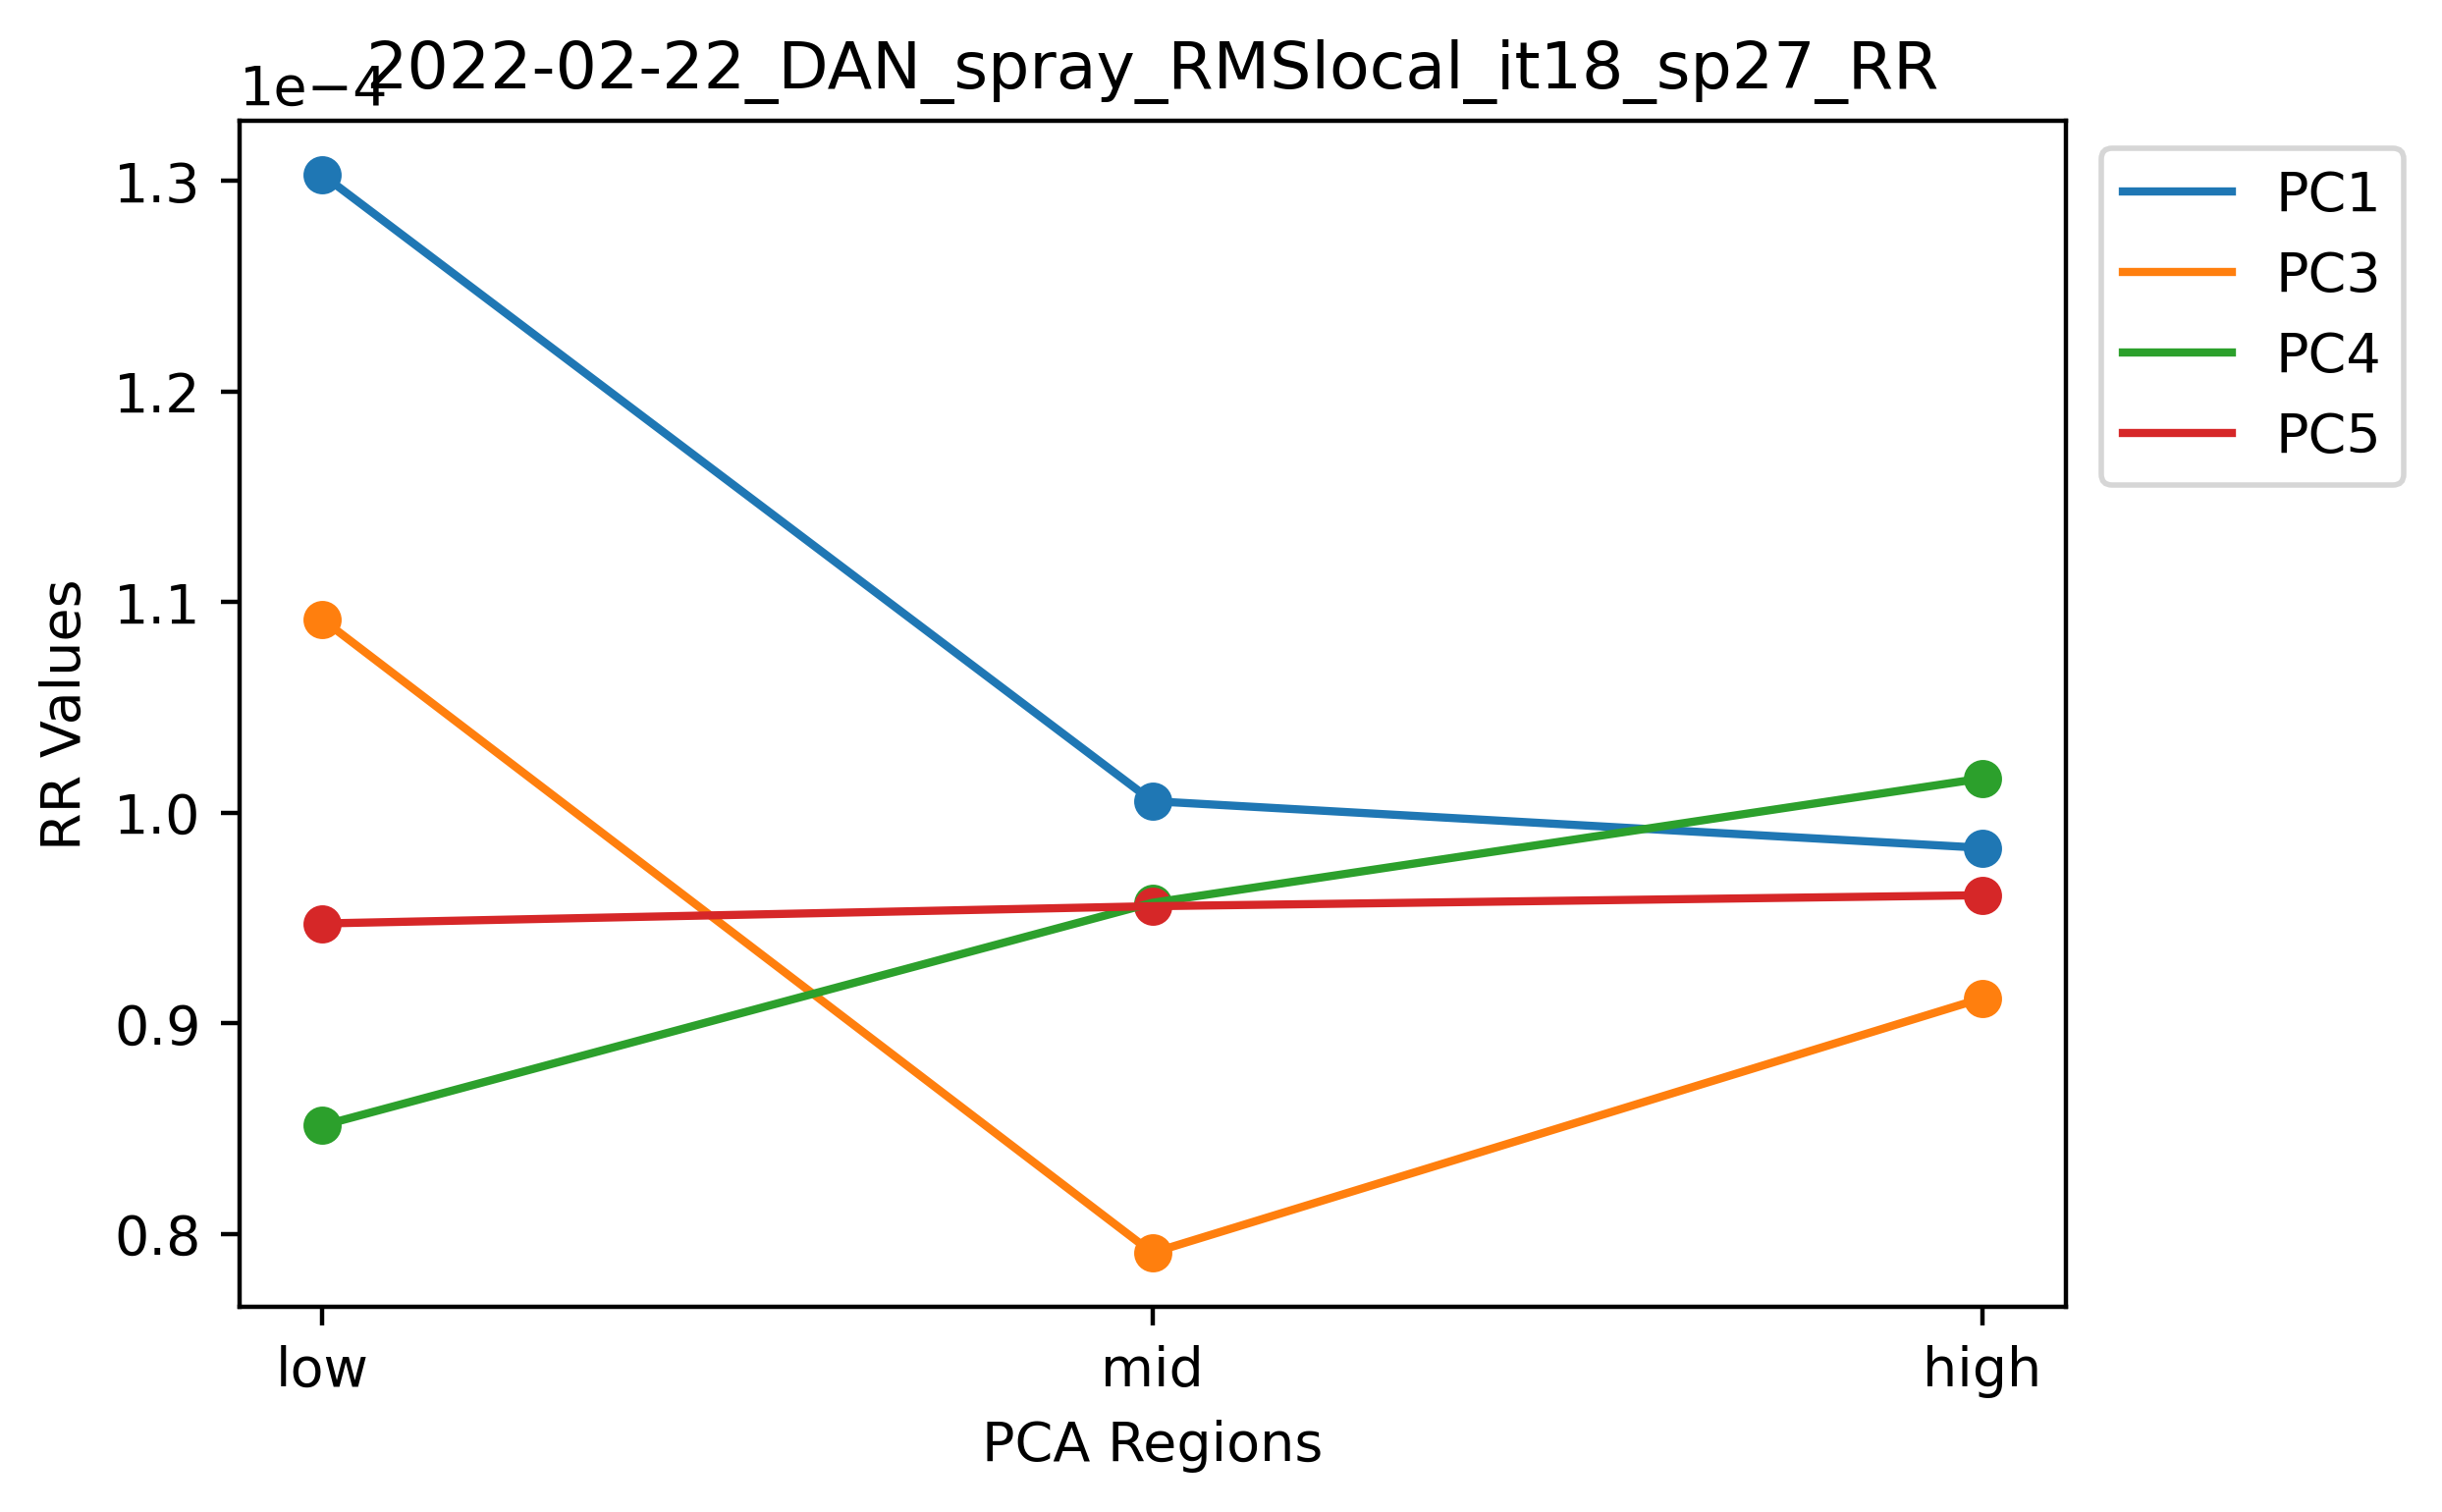 2022-02-22_DAN_spray_RMSlocal_it18_sp27_RR
1e−4
1.3
1.2
1.1
1.0
0.9
0.8
RR Values
low
mid
high
PCA Regions
PC1
PC3
PC4
PC5